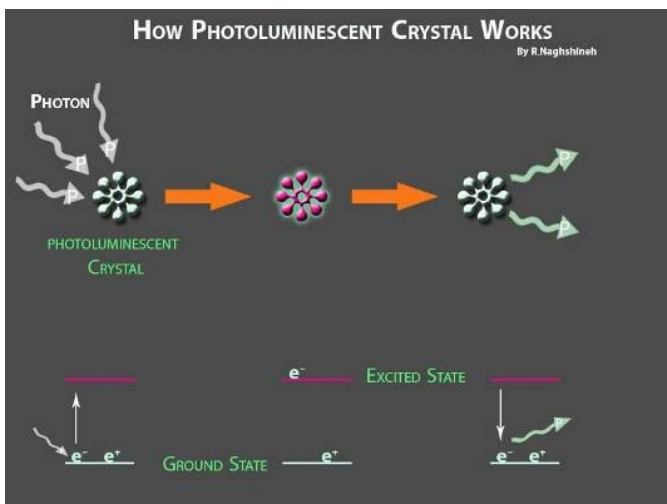 How Photoluminescent Crystal Works
By R.Naghshineh
Photon
P
P
P
P
P
photoluminescent
Crystal
e⁻
Excited State
P
e⁻ e⁺
Ground State
e⁺
e⁻ e⁺